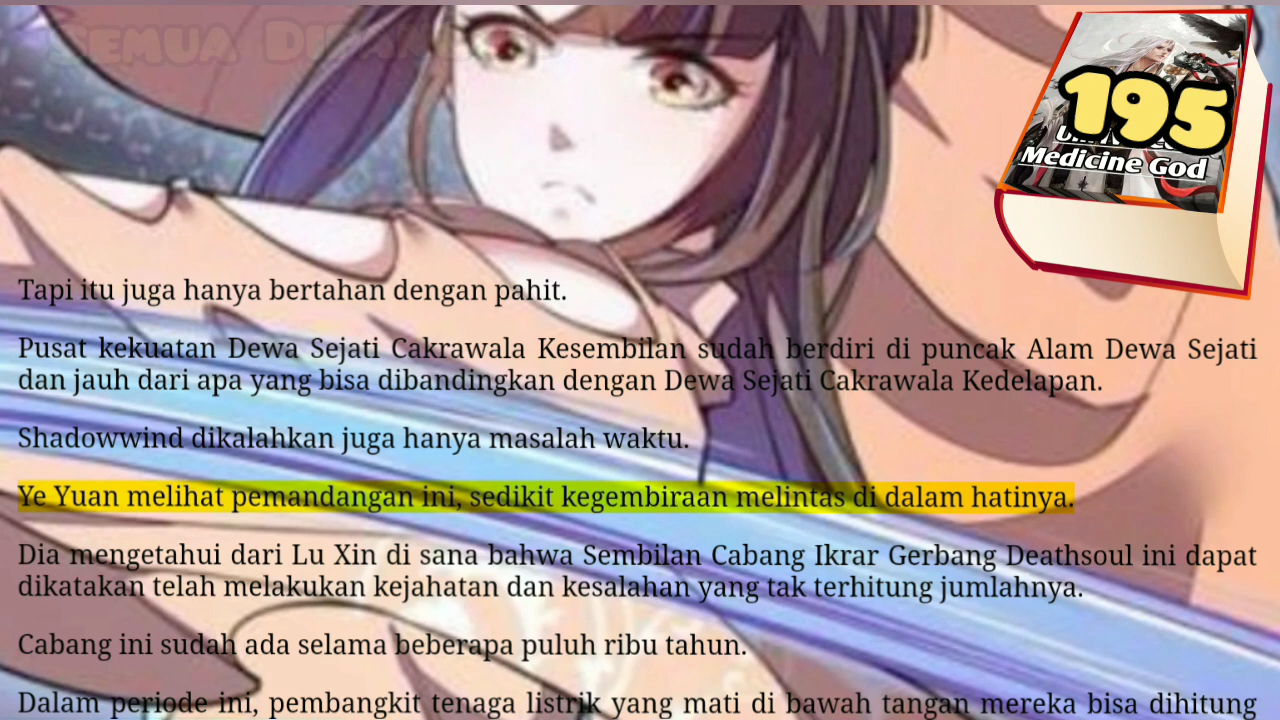 SEMUA
195
Medicine God
Tapi itu juga hanya bertahan dengan pahit.
Pusat kekuatan Dewa Sejati Cakrawala Kesembilan sudah berdiri di puncak Alam Dewa Sejati
dan jauh dari apa yang bisa dibandingkan dengan Dewa Sejati Cakrawala Kedelapan.
Shadowwind dikalahkan juga hanya masalah waktu.
Ye Yuan melihat pemandangan ini, sedikit kegembiraan melintas di dalam hatinya.
Dia mengetahui dari Lu Xin di sana bahwa Sembilan Cabang Ikrar Gerbang Deathsoul ini dapat
dikatakan telah melakukan kejahatan dan kesalahan yang tak terhitung jumlahnya.
Cabang ini sudah ada selama beberapa puluh ribu tahun.
Dalam periode ini, pembangkit tenaga listrik yang mati di bawah tangan mereka bisa dihitung